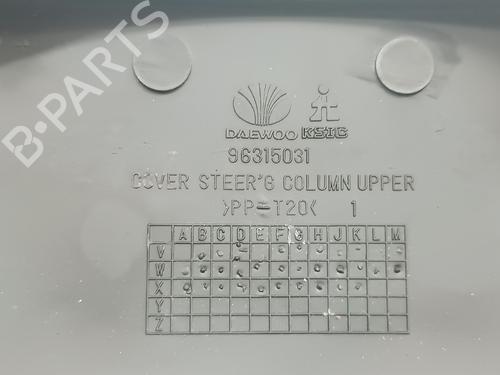 DAEWOO KSIC
96315031
COVER STEER'G COLUMN UPPER
>PP-T20< 1
A B C D E F G H J K L M
V
W
X
Y
Z
B-PARTS